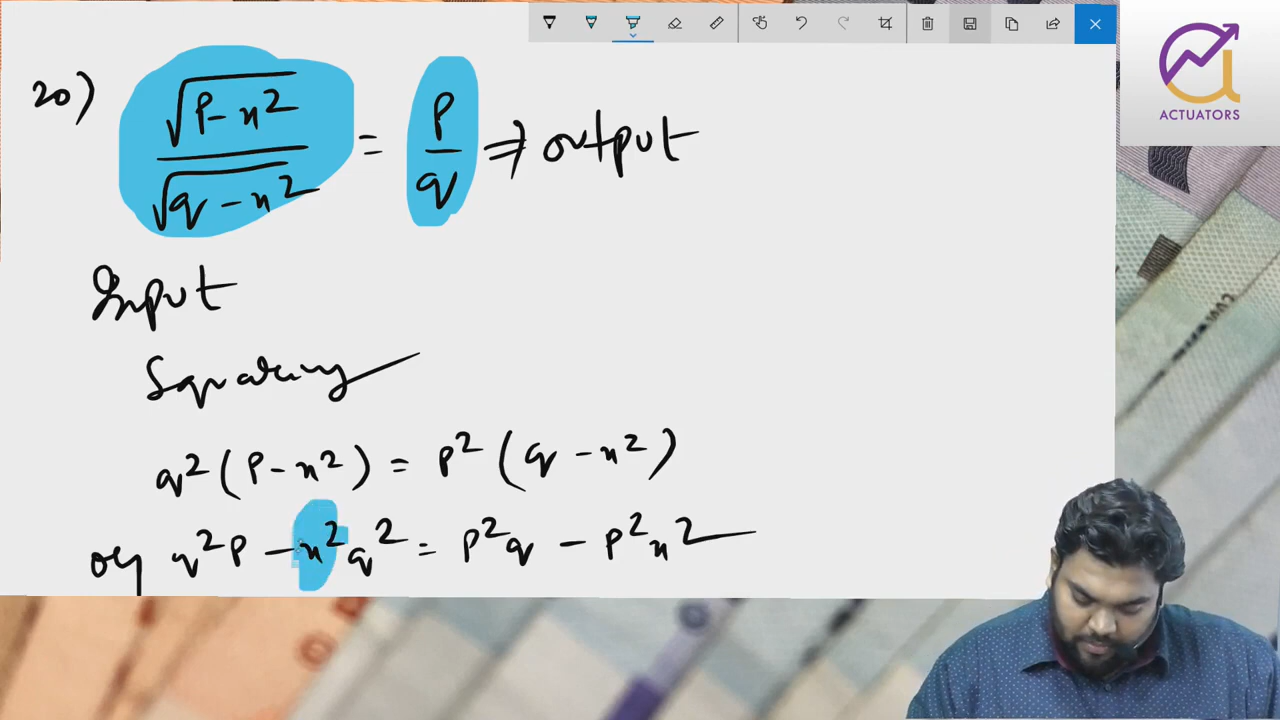 20) √P-x² / √q-x² = P/q ⇒ output
Input
Squaring
q²(P-x²) = P²(q-x²)
or, q²P - x²q² = P²q - P²x²
ACTUATORS